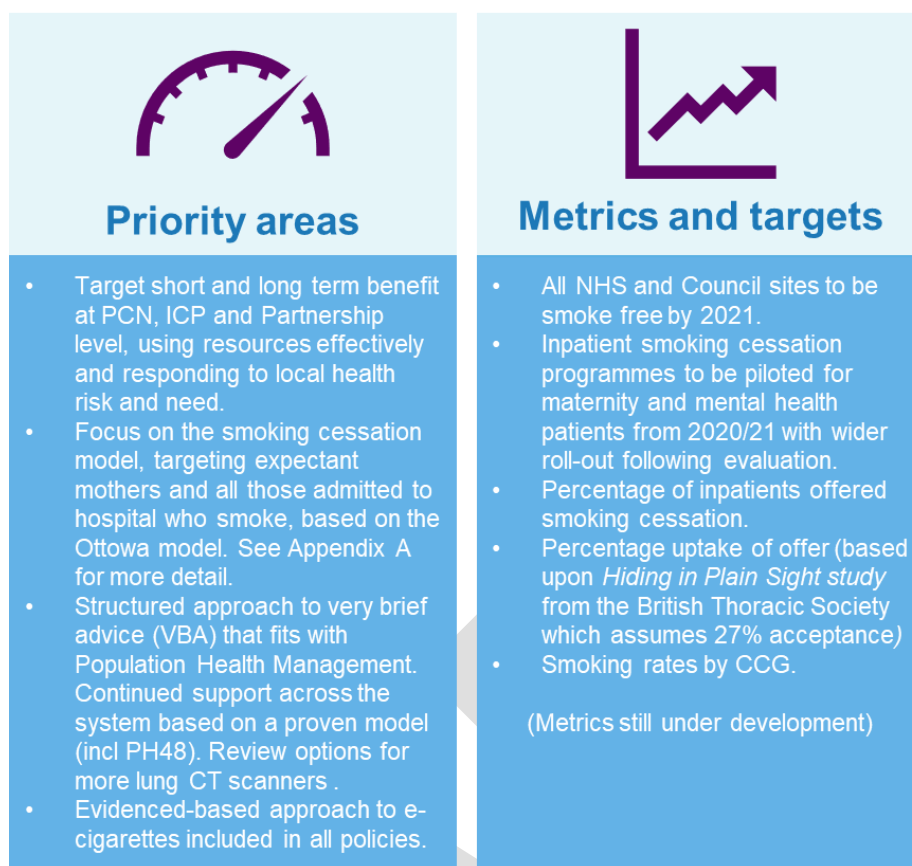 Priority areas
• Target short and long term benefit
at PCN, ICP and Partnership
level, using resources effectively
and responding to local health
risk and need.
• Focus on the smoking cessation
model, targeting expectant
mothers and all those admitted to
hospital who smoke, based on the
Ottowa model. See Appendix A
for more detail.
• Structured approach to very brief
advice (VBA) that fits with
Population Health Management.
Continued support across the
system based on a proven model
(incl PH48). Review options for
more lung CT scanners .
• Evidenced-based approach to e-
cigarettes included in all policies.
Metrics and targets
• All NHS and Council sites to be
smoke free by 2021.
• Inpatient smoking cessation
programmes to be piloted for
maternity and mental health
patients from 2020/21 with wider
roll-out following evaluation.
• Percentage of inpatients offered
smoking cessation.
• Percentage uptake of offer (based
upon Hiding in Plain Sight study
from the British Thoracic Society
which assumes 27% acceptance)
• Smoking rates by CCG.
(Metrics still under development)